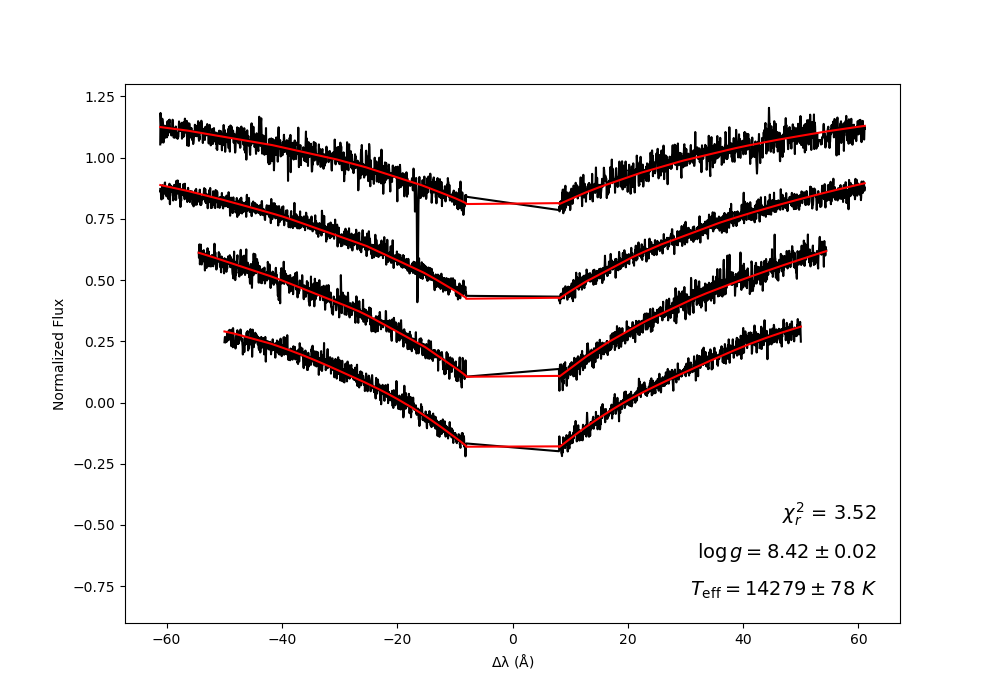 1.25
1.00
0.75
0.50
0.25
0.00
−0.25
−0.50
−0.75
Normalized Flux
χ²ᵣ = 3.52
log g = 8.42 ± 0.02
T_eff = 14279 ± 78 K
−60 −40 −20 0 20 40 60
Δλ (Å)